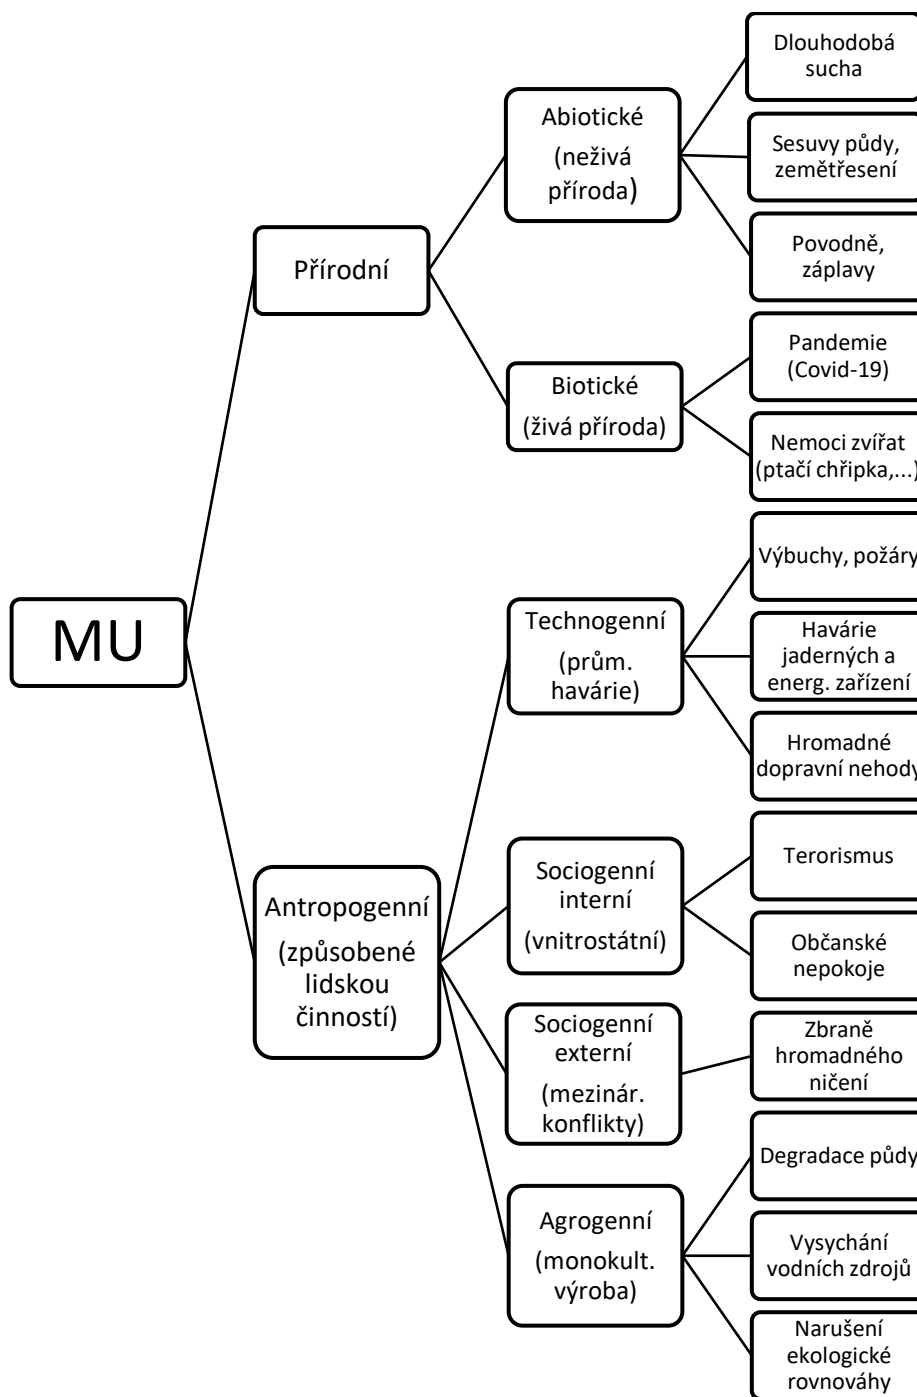 MU
Přírodní
Abiotické
(neživá
příroda)
Dlouhodobá
sucha
Sesuvy půdy,
zemětřesení
Povodně,
záplavy
Biotické
(živá příroda)
Pandemie
(Covid-19)
Nemoci zvířat
(ptačí chřipka,...)
Antropogenní
(způsobené
lidskou
činností)
Technogenní
(prům.
havárie)
Výbuchy, požáry
Havárie
jaderných a
energ. zařízení
Hromadné
dopravní nehody
Sociogenní
interní
(vnitrostátní)
Terorismus
Občanské
nepokoje
Sociogenní
externí
(mezinár.
konflikty)
Zbraně
hromadného
ničení
Agrogenní
(monokult.
výroba)
Degradace půdy
Vysychání
vodních zdrojů
Narušení
ekologické
rovnováhy